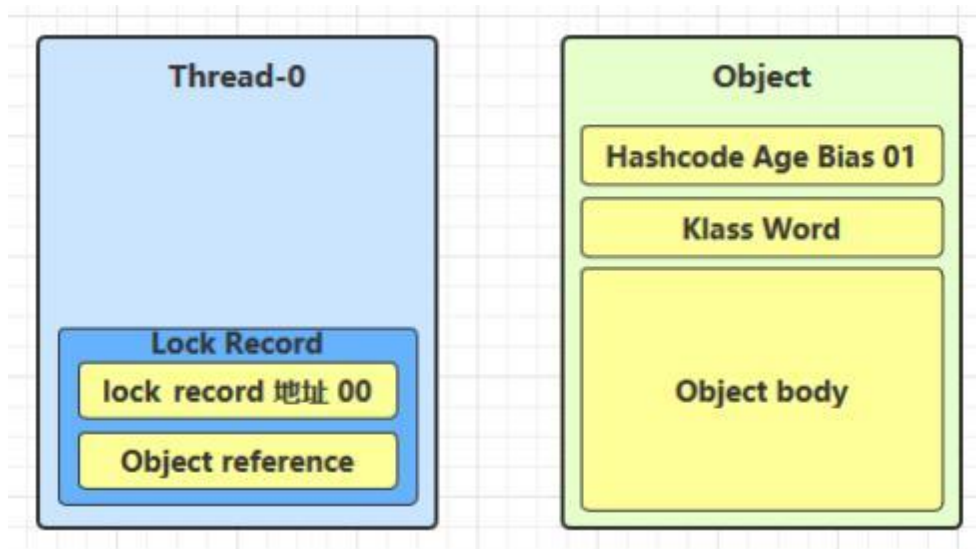 Thread-0
Lock Record
lock record 地址 00
Object reference
Object
Hashcode Age Bias 01
Klass Word
Object body